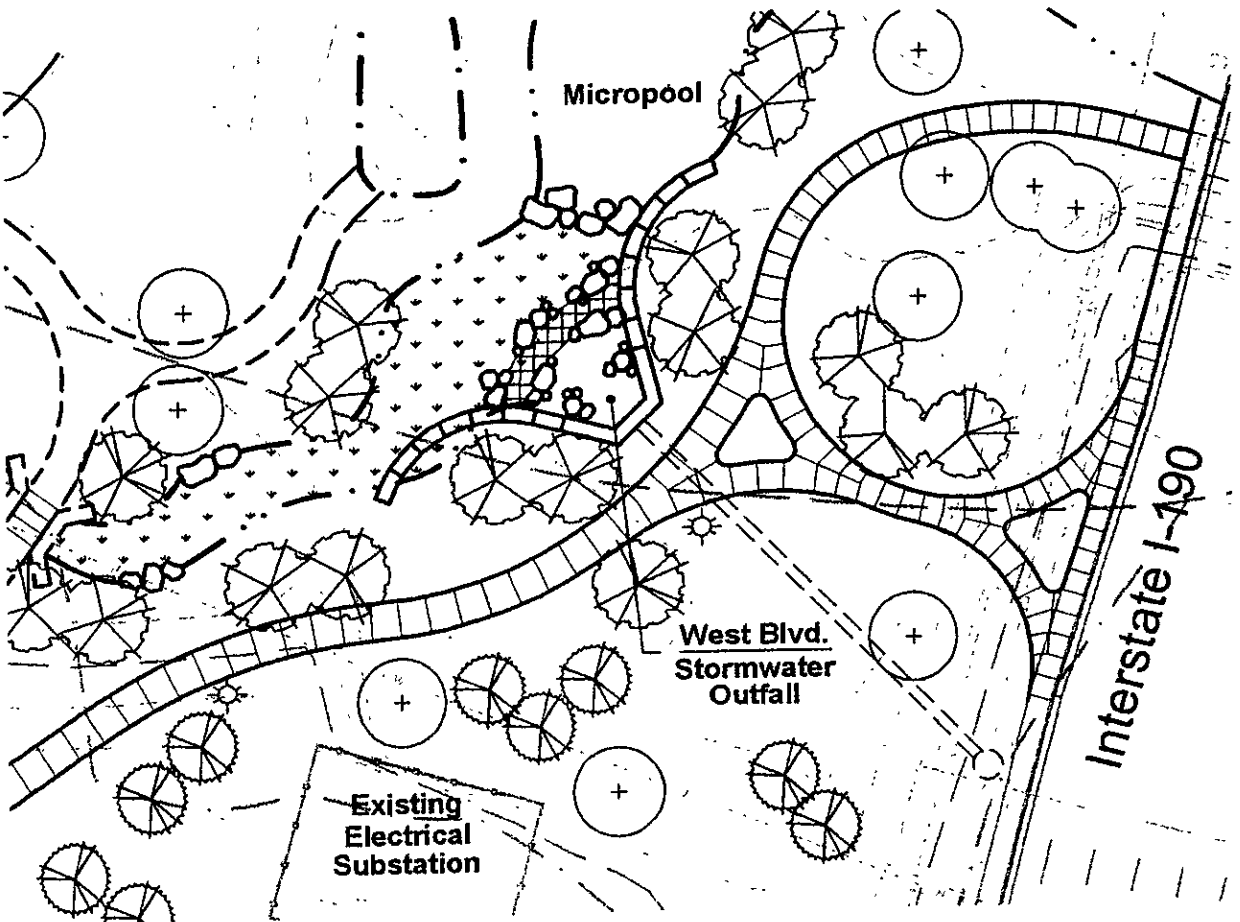 Micropool
West Blvd.
Stormwater
Outfall
Interstate I-190
Existing
Electrical
Substation